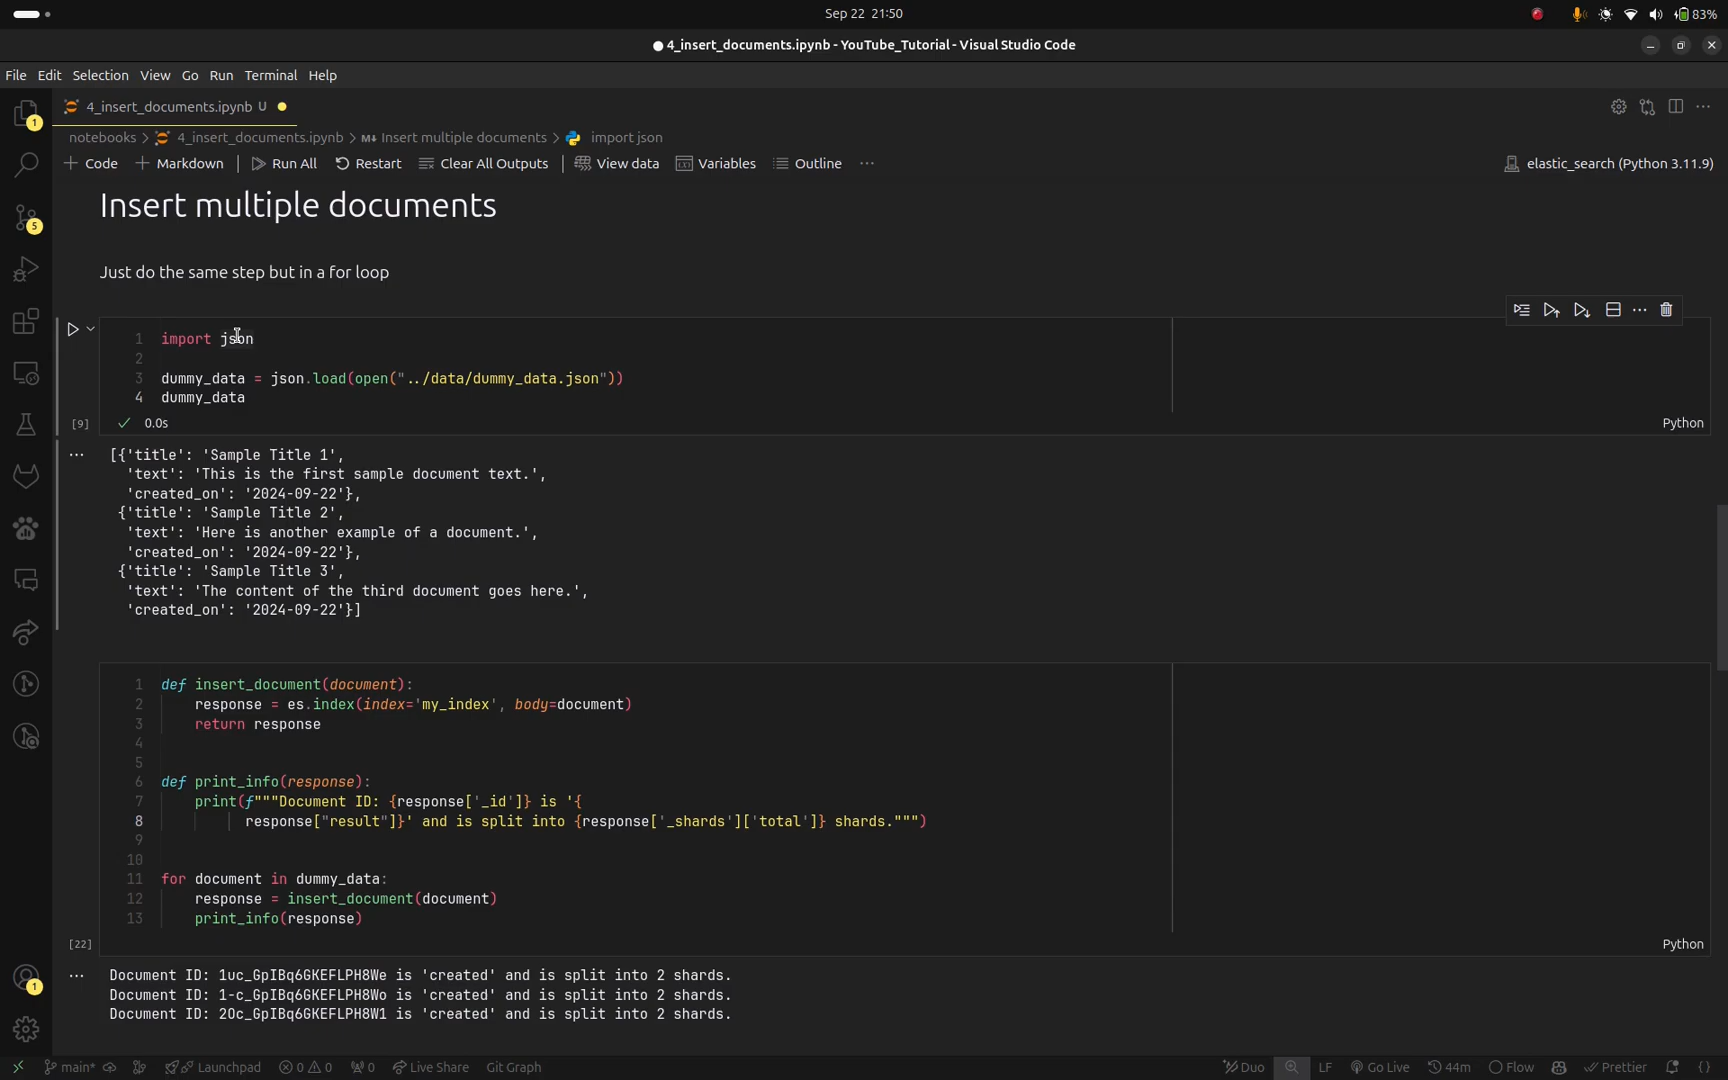 Sep 22 21:50
83%
4_insert_documents.ipynb - YouTube_Tutorial - Visual Studio Code
File Edit Selection View Go Run Terminal Help
4_insert_documents.ipynb U
notebooks > 4_insert_documents.ipynb > M↓ Insert multiple documents > import json
+ Code + Markdown Run All Restart Clear All Outputs View data Variables Outline ... elastic_search (Python 3.11.9)
Insert multiple documents
Just do the same step but in a for loop
1 import json
2
3 dummy_data = json.load(open("../data/dummy_data.json"))
4 dummy_data
[9] 0.0s Python
[{'title': 'Sample Title 1',
'text': 'This is the first sample document text.',
'created_on': '2024-09-22'},
{'title': 'Sample Title 2',
'text': 'Here is another example of a document.',
'created_on': '2024-09-22'},
{'title': 'Sample Title 3',
'text': 'The content of the third document goes here.',
'created_on': '2024-09-22'}]
1 def insert_document(document):
2 response = es.index(index='my_index', body=document)
3 return response
4
5
6 def print_info(response):
7 print(f"""Document ID: {response['_id']} is '{
8 response["result"]}' and is split into {response['_shards']['total']} shards.""")
9
10
11 for document in dummy_data:
12 response = insert_document(document)
13 print_info(response)
[22] Python
Document ID: 1uc_GpIBq6GKEFLPH8We is 'created' and is split into 2 shards.
Document ID: 1-c_GpIBq6GKEFLPH8Wo is 'created' and is split into 2 shards.
Document ID: 2Oc_GpIBq6GKEFLPH8W1 is 'created' and is split into 2 shards.
1
5
1
main* Launchpad 0 0 0 Live Share Git Graph Duo LF Go Live 44m Flow Prettier {}